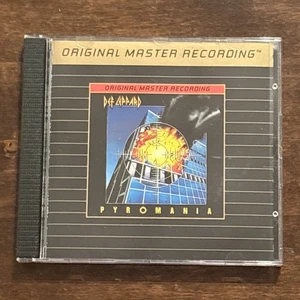 ORIGINAL MASTER RECORDING™
ORIGINAL MASTER RECORDING
DEF LEPPARD
PYROMANIA